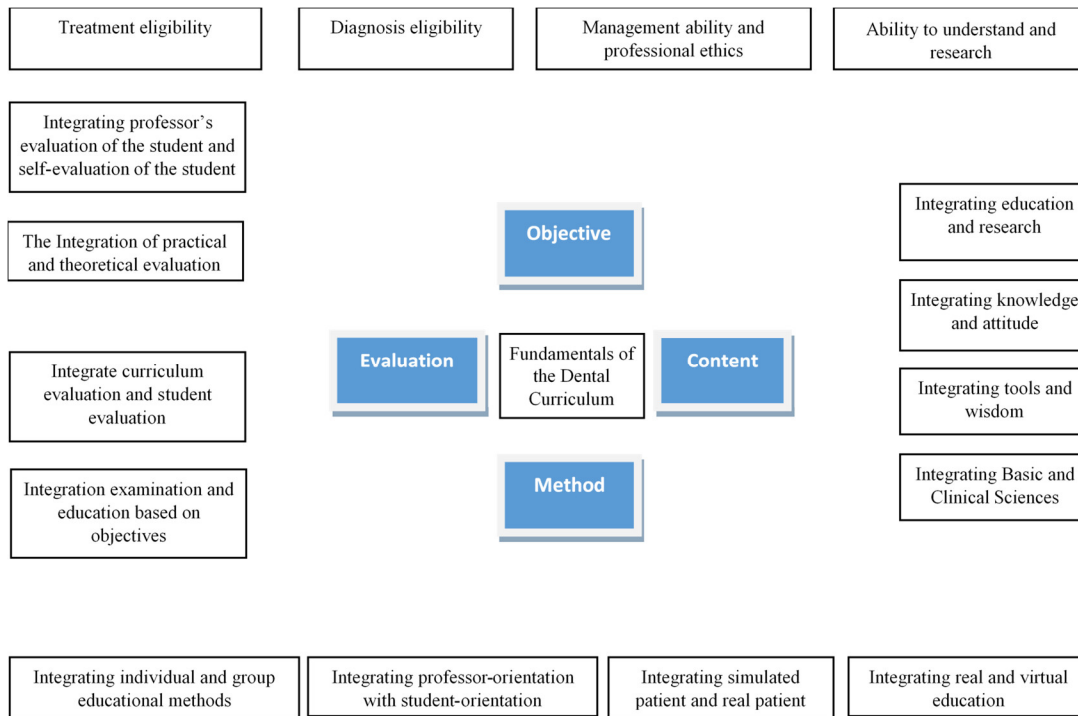 Treatment eligibility
Diagnosis eligibility
Management ability and
professional ethics
Ability to understand and
research
Integrating professor's
evaluation of the student and
self-evaluation of the student
The Integration of practical
and theoretical evaluation
Integrate curriculum
evaluation and student
evaluation
Integration examination and
education based on
objectives
Objective
Evaluation
Fundamentals of
the Dental
Curriculum
Content
Method
Integrating education
and research
Integrating knowledge
and attitude
Integrating tools and
wisdom
Integrating Basic and
Clinical Sciences
Integrating individual and group
educational methods
Integrating professor-orientation
with student-orientation
Integrating simulated
patient and real patient
Integrating real and virtual
education